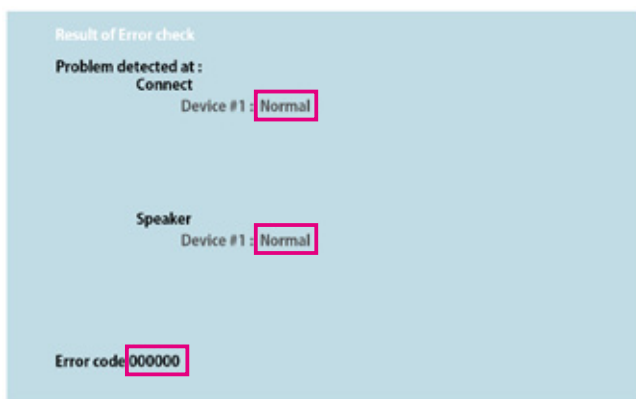 Result of Error check
Problem detected at :
Connect
Device #1 : Normal
Speaker
Device #1 : Normal
Error code 000000